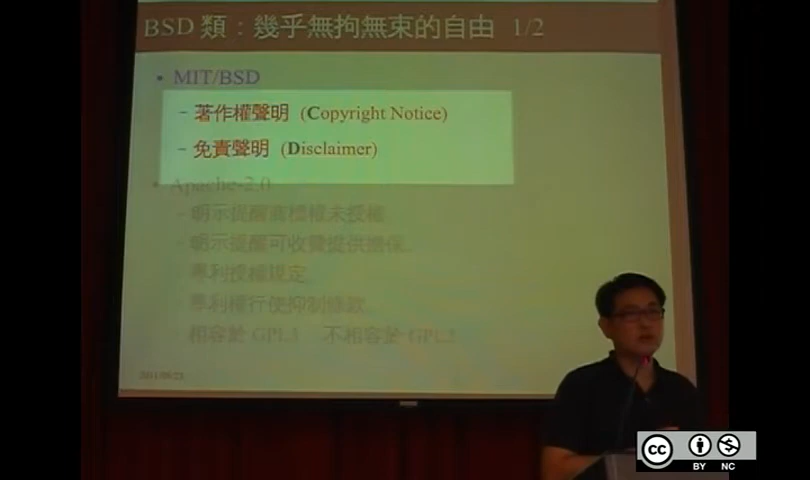 BSD 類：幾乎無拘無束的自由 1/2
• MIT/BSD
- 著作權聲明 (Copyright Notice)
- 免責聲明 (Disclaimer)
• Apache-2.0
- 明示提醒商標權未授權
- 明示提醒可收費提供擔保。
- 專利授權規定。
- 專利權行使抑制條款。
- 相容於 GPL3 不相容於 GPL2
cc BY NC